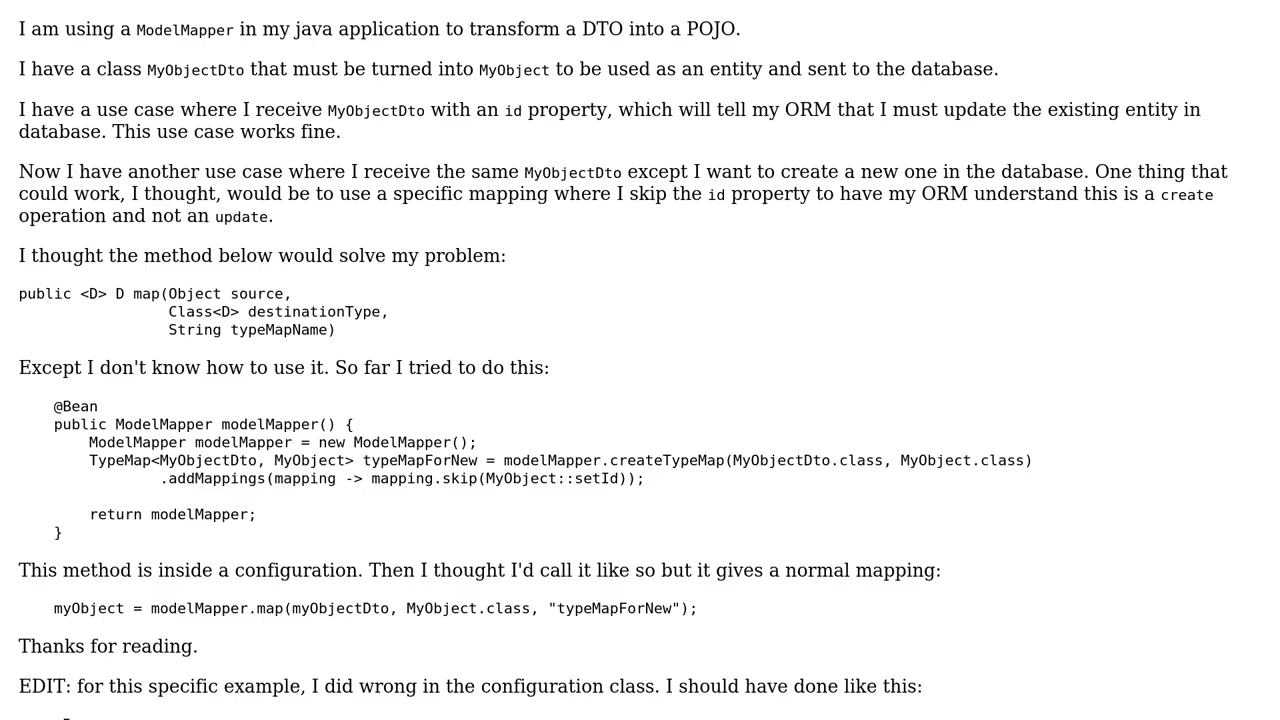 I am using a ModelMapper in my java application to transform a DTO into a POJO.
I have a class MyObjectDto that must be turned into MyObject to be used as an entity and sent to the database.
I have a use case where I receive MyObjectDto with an id property, which will tell my ORM that I must update the existing entity in
database. This use case works fine.
Now I have another use case where I receive the same MyObjectDto except I want to create a new one in the database. One thing that
could work, I thought, would be to use a specific mapping where I skip the id property to have my ORM understand this is a create
operation and not an update.
I thought the method below would solve my problem:
public <D> D map(Object source,
                 Class<D> destinationType,
                 String typeMapName)
Except I don't know how to use it. So far I tried to do this:
    @Bean
    public ModelMapper modelMapper() {
        ModelMapper modelMapper = new ModelMapper();
        TypeMap<MyObjectDto, MyObject> typeMapForNew = modelMapper.createTypeMap(MyObjectDto.class, MyObject.class)
                .addMappings(mapping -> mapping.skip(MyObject::setId));
        return modelMapper;
    }
This method is inside a configuration. Then I thought I'd call it like so but it gives a normal mapping:
    myObject = modelMapper.map(myObjectDto, MyObject.class, "typeMapForNew");
Thanks for reading.
EDIT: for this specific example, I did wrong in the configuration class. I should have done like this: